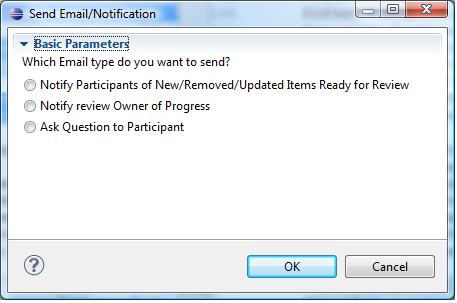 Send Email/Notification
Basic Parameters
Which Email type do you want to send?
Notify Participants of New/Removed/Updated Items Ready for Review
Notify review Owner of Progress
Ask Question to Participant
?
OK Cancel